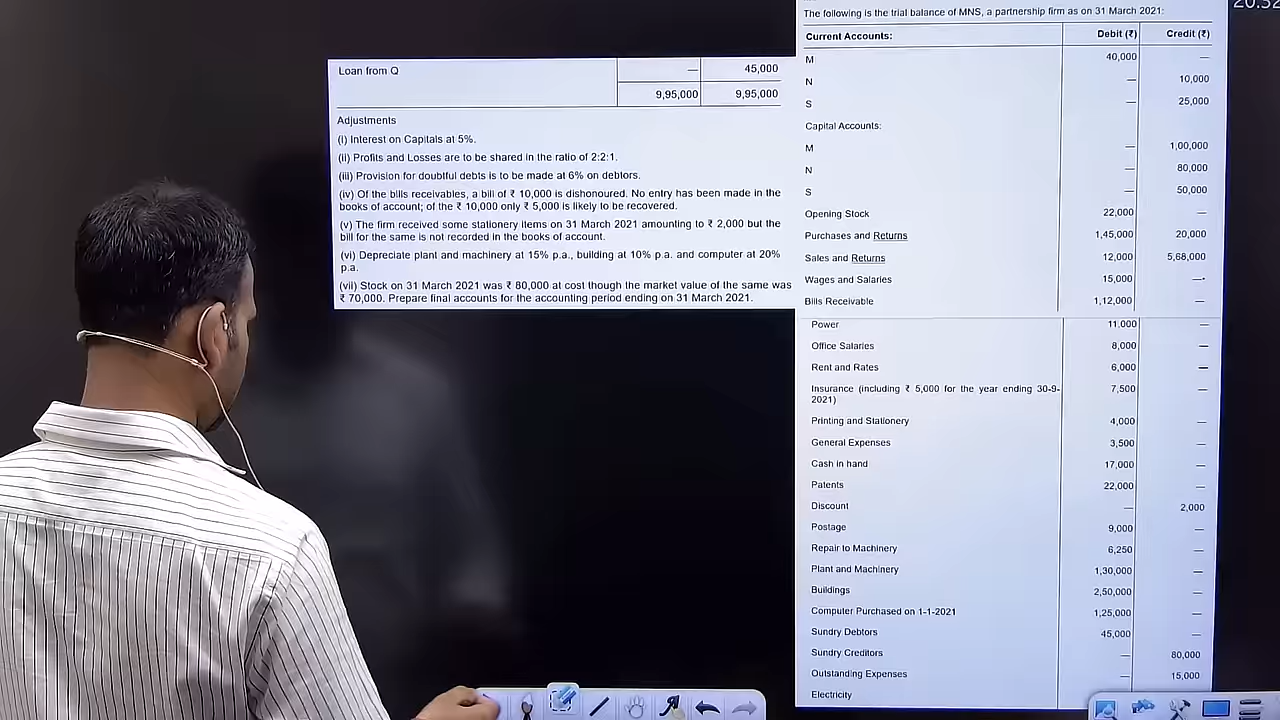 20:32
The following is the trial balance of MNS, a partnership firm as on 31 March 2021:
Current Accounts: Debit (₹) Credit (₹)
M 40,000 —
N — 10,000
S — 25,000
Capital Accounts:
M — 1,00,000
N — 80,000
S — 50,000
Opening Stock 22,000 —
Purchases and Returns 1,45,000 20,000
Sales and Returns 12,000 5,68,000
Wages and Salaries 15,000 —
Bills Receivable 1,12,000 —
Power 11,000 —
Office Salaries 8,000 —
Rent and Rates 6,000 —
Insurance (including ₹ 5,000 for the year ending 30-9- 7,500 —
2021)
Printing and Stationery 4,000 —
General Expenses 3,500 —
Cash in hand 17,000 —
Patents 22,000 —
Discount — 2,000
Postage 9,000 —
Repair to Machinery 6,250 —
Plant and Machinery 1,30,000 —
Buildings 2,50,000 —
Computer Purchased on 1-1-2021 1,25,000 —
Sundry Debtors 45,000 —
Sundry Creditors — 80,000
Outstanding Expenses — 15,000
Electricity
Loan from Q — 45,000
9,95,000 9,95,000
Adjustments
(i) Interest on Capitals at 5%.
(ii) Profits and Losses are to be shared in the ratio of 2:2:1.
(iii) Provision for doubtful debts is to be made at 6% on debtors.
(iv) Of the bills receivables, a bill of ₹ 10,000 is dishonoured. No entry has been made in the
books of account; of the ₹ 10,000 only ₹ 5,000 is likely to be recovered.
(v) The firm received some stationery items on 31 March 2021 amounting to ₹ 2,000 but the
bill for the same is not recorded in the books of account.
(vi) Depreciate plant and machinery at 15% p.a., building at 10% p.a. and computer at 20%
p.a.
(vii) Stock on 31 March 2021 was ₹ 80,000 at cost though the market value of the same was
₹ 70,000. Prepare final accounts for the accounting period ending on 31 March 2021.